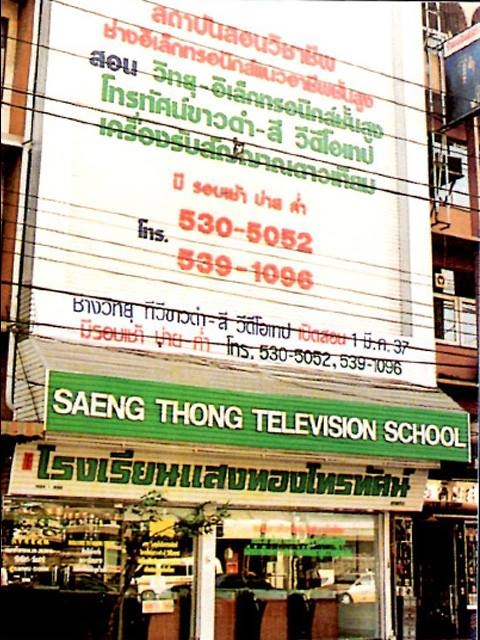 สถาบันสอนวิชาชีพ
ช่างอิเล็กทรอนิกส์แนวอาชีพชั้นสูง
สอน วิทยุ-อิเล็กทรอนิกส์ชั้นสูง
โทรทัศน์ขาวดำ-สี วีดีโอเทป
เครื่องรับสัญญาณดาวเทียม
มี รอบเช้า บ่าย ค่ำ
โทร. 530-5052
539-1096
ช่างวิทยุ ทีวีขาวดำ-สี วีดีโอเทป เปิดสอน 1 มี.ค. 37
มีรอบเช้า บ่าย ค่ำ โทร. 530-5052, 539-1096
SAENG THONG TELEVISION SCHOOL
โรงเรียนแสงทองโทรทัศน์